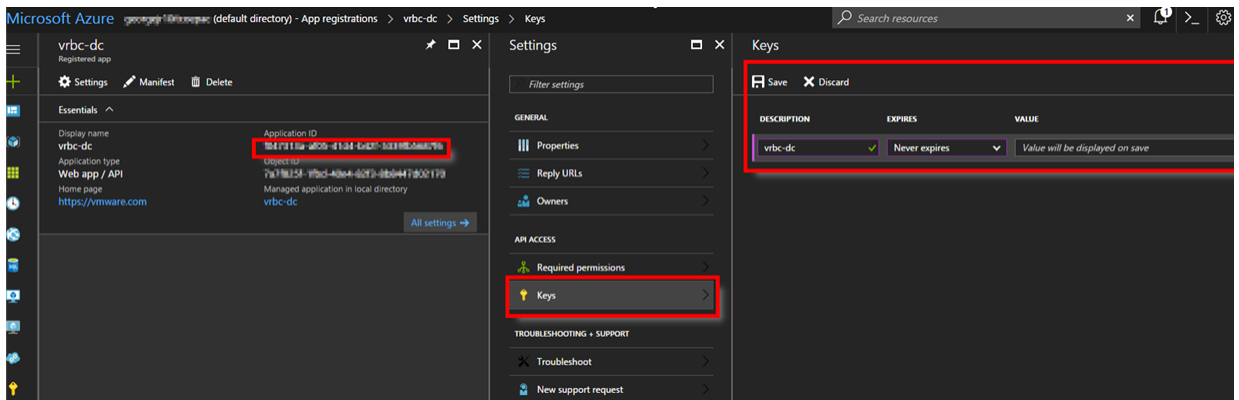 Microsoft Azure (default directory) - App registrations > vrbc-dc > Settings > Keys
Search resources
1
vrbc-dc
Registered app
Settings Manifest Delete
Essentials
Display name
vrbc-dc
Application ID
Application type
Web app / API
Object ID
Home page
https://vmware.com
Managed application in local directory
vrbc-dc
All settings
Settings
Filter settings
GENERAL
Properties
Reply URLs
Owners
API ACCESS
Required permissions
Keys
TROUBLESHOOTING + SUPPORT
Troubleshoot
New support request
Keys
Save Discard
DESCRIPTION EXPIRES VALUE
vrbc-dc Never expires Value will be displayed on save